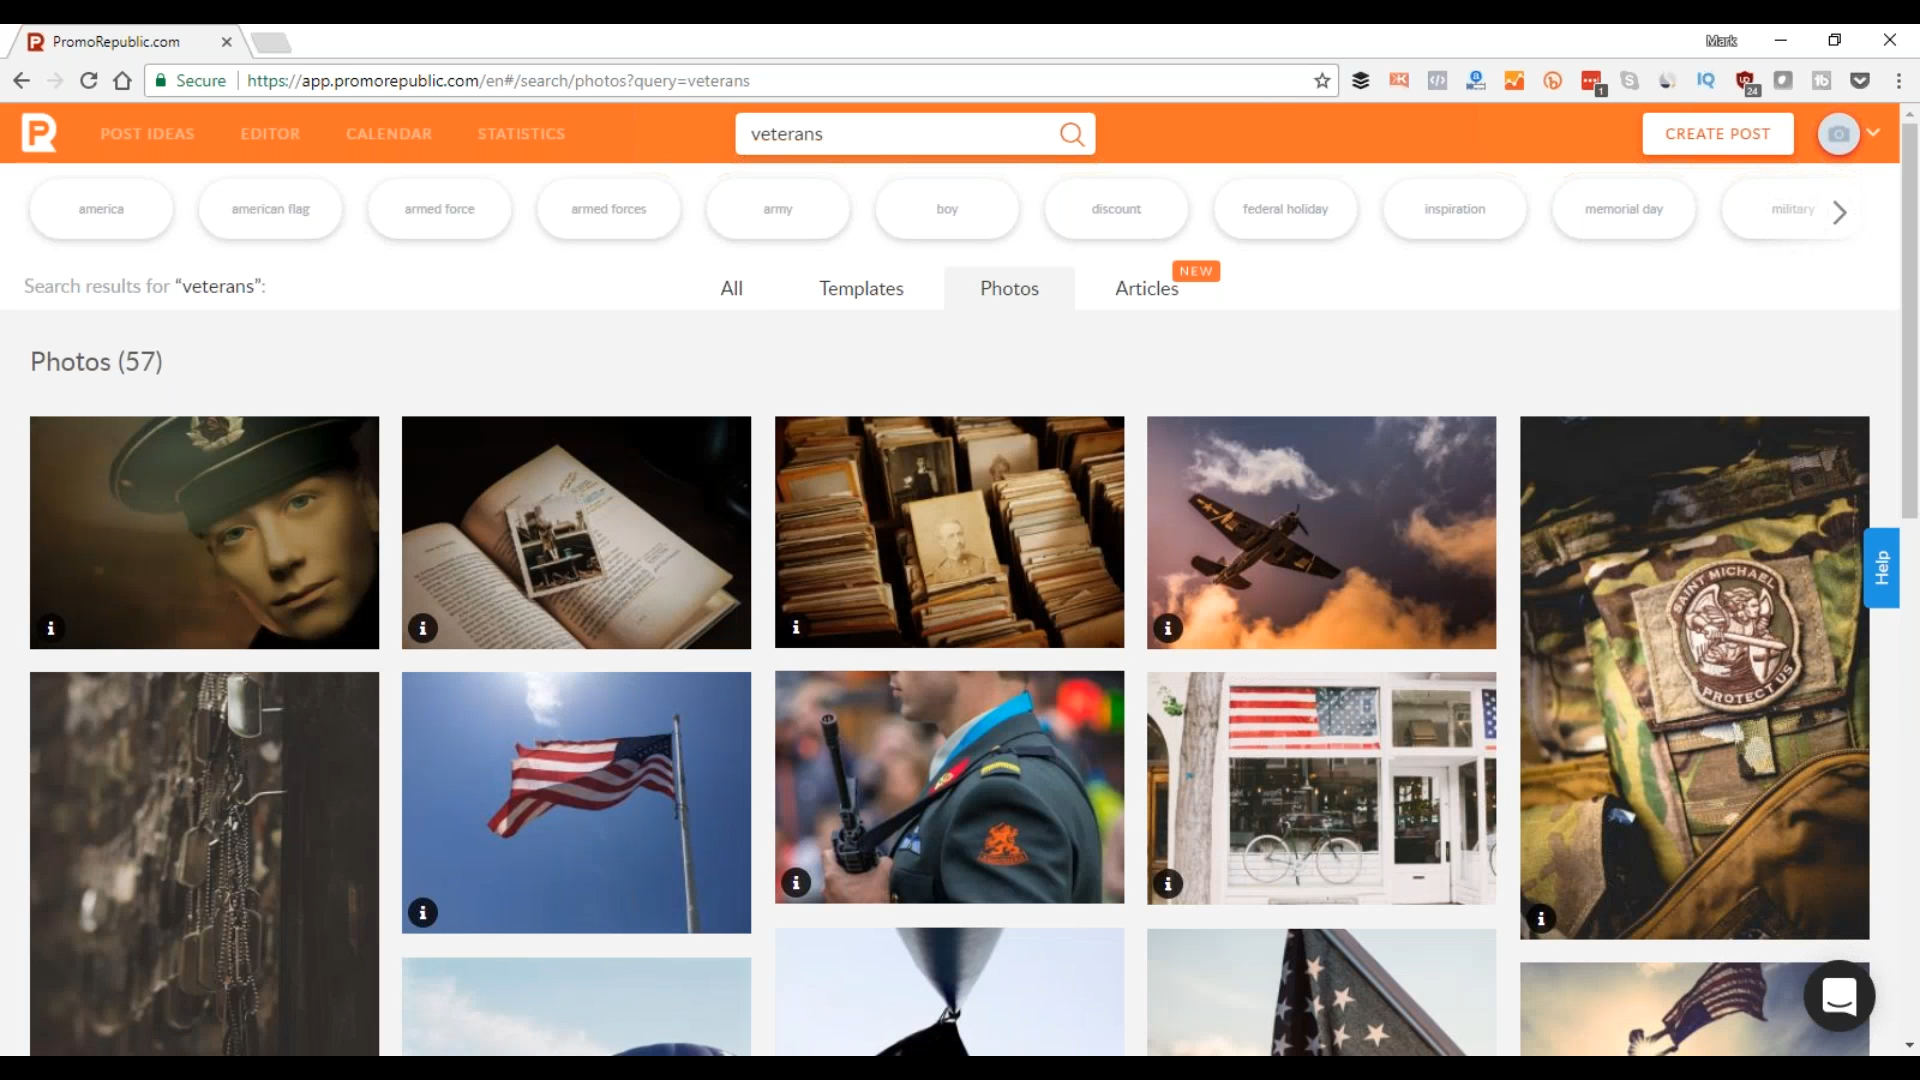 PromoRepublic.com
Mark
Secure
https://app.promorepublic.com/en#/search/photos?query=veterans
1
24
POST IDEAS
EDITOR
CALENDAR
STATISTICS
veterans
CREATE POST
america
american flag
armed force
armed forces
army
boy
discount
federal holiday
inspiration
memorial day
military
Search results for “veterans”:
All
Templates
Photos
Articles
NEW
Photos (57)
SAINT MICHAEL
PROTECT US
Help